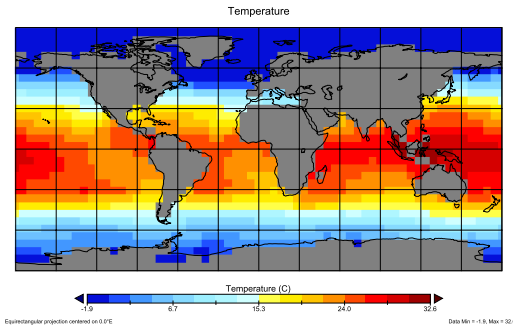 Temperature
Temperature (C)
-1.9 6.7 15.3 24.0 32.6
Equirectangular projection centered on 0.0°E
Data Min = -1.9, Max = 32.